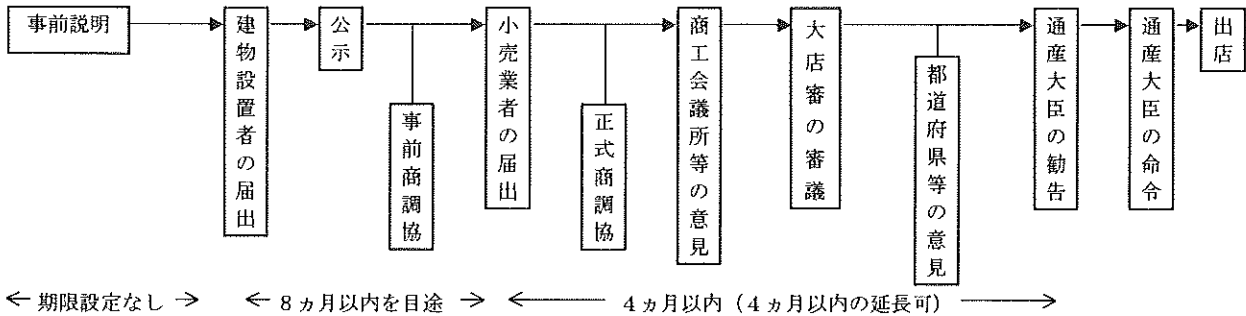 事前説明
建物設置者の届出
公示
事前商調協
小売業者の届出
正式商調協
商工会議所等の意見
大店審の審議
都道府県等の意見
通産大臣の勧告
通産大臣の命令
出店
期限設定なし
8ヵ月以内を目途
4ヵ月以内（4ヵ月以内の延長可）